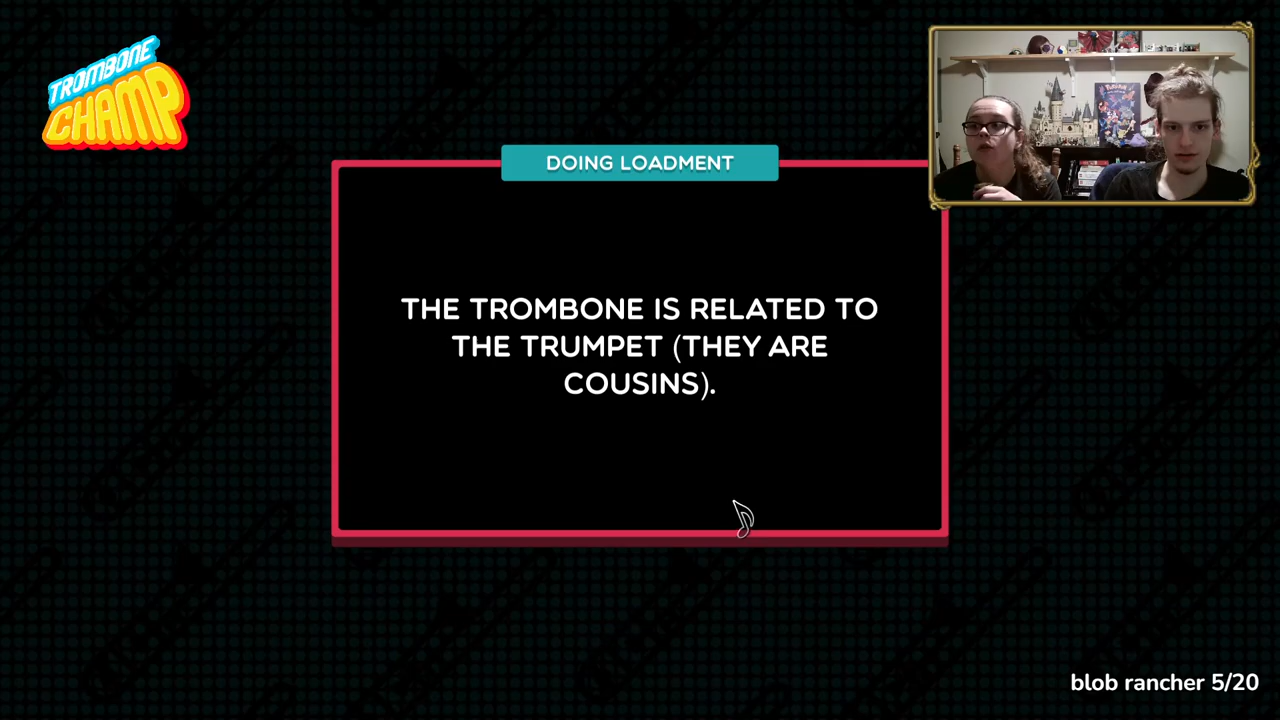 TROMBONE
CHAMP
DOING LOADMENT
THE TROMBONE IS RELATED TO
THE TRUMPET (THEY ARE
COUSINS).
blob rancher 5/20